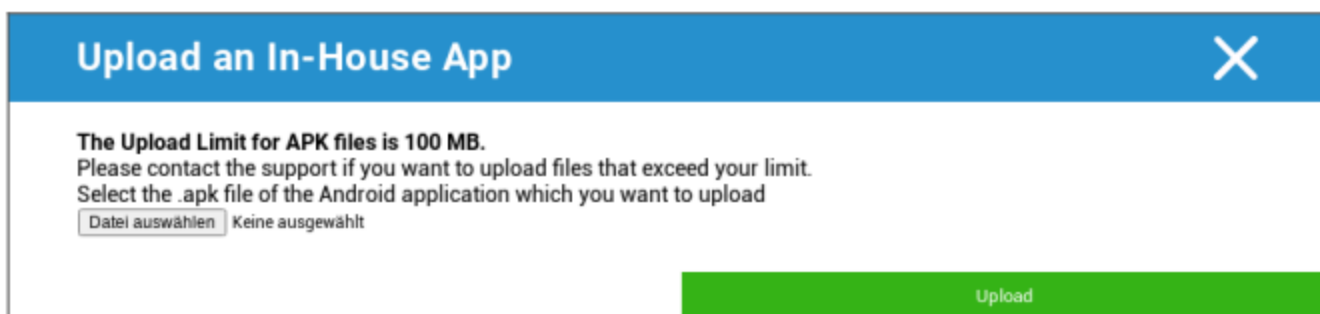 Upload an In-House App
The Upload Limit for APK files is 100 MB.
Please contact the support if you want to upload files that exceed your limit.
Select the .apk file of the Android application which you want to upload
Datei auswählen Keine ausgewählt
Upload